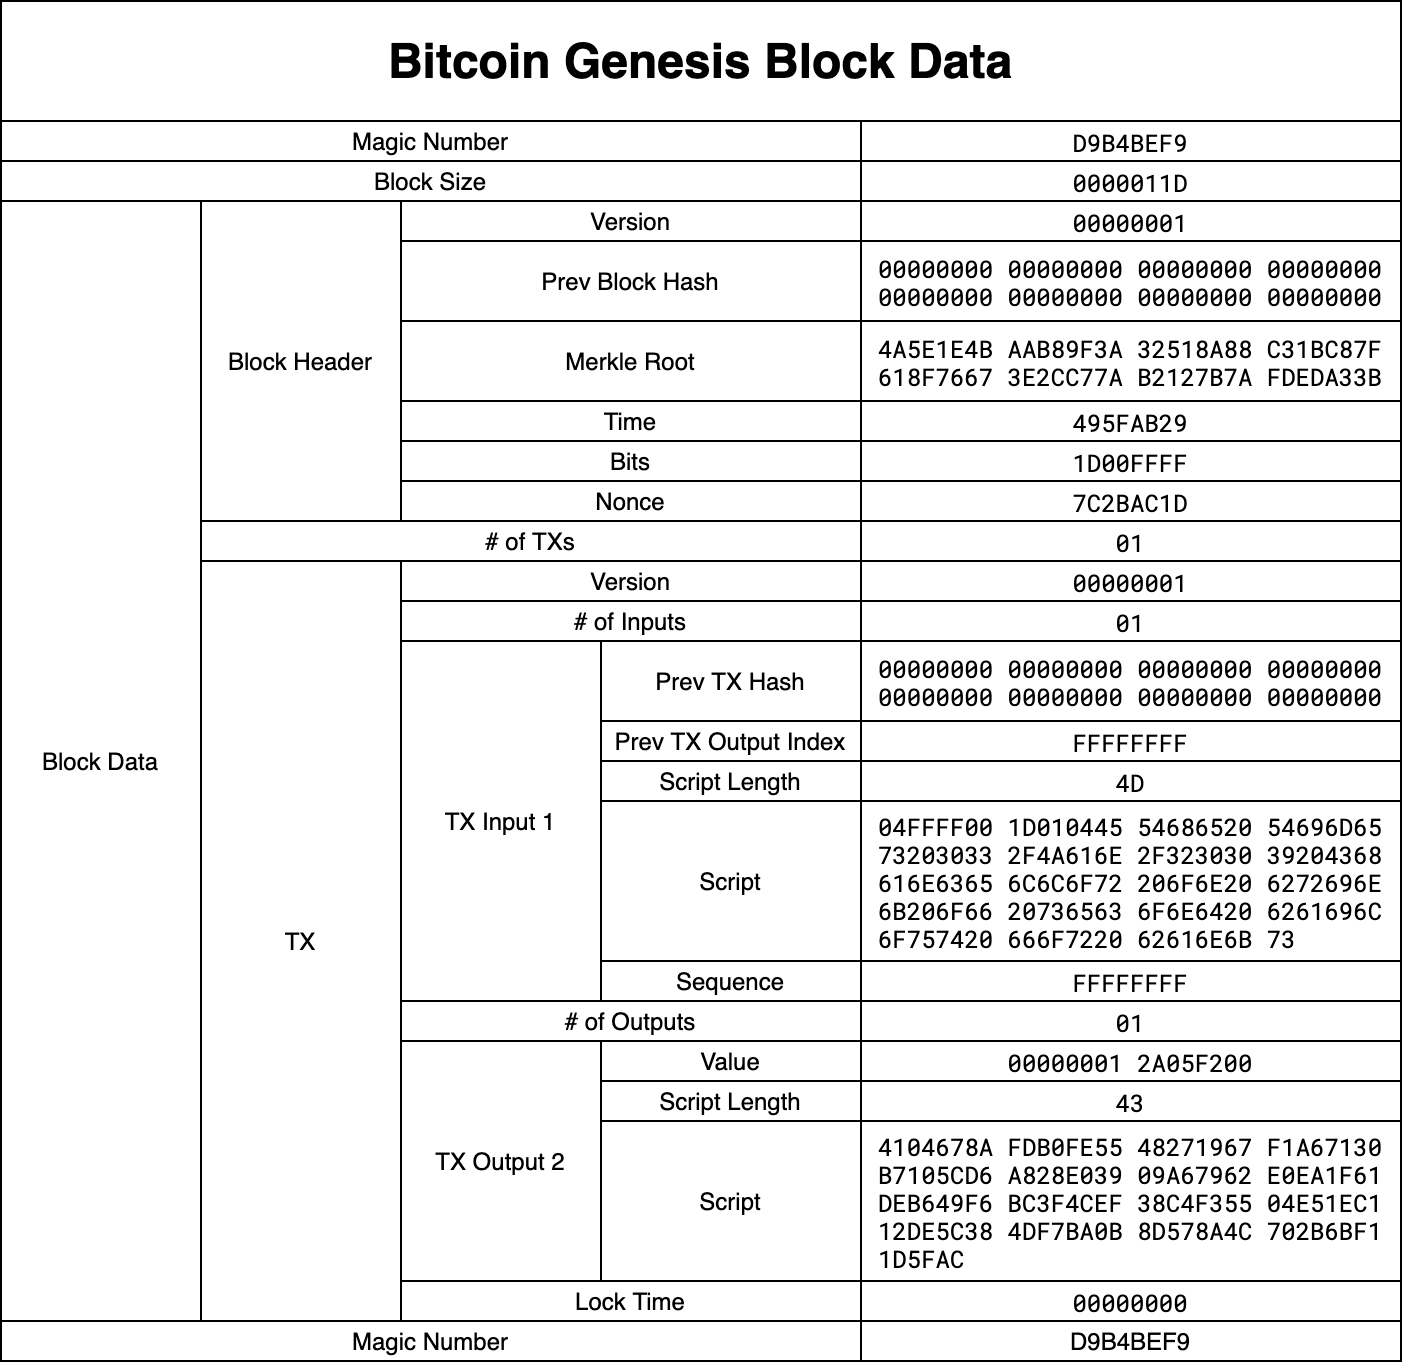 Bitcoin Genesis Block Data
Magic Number
D9B4BEF9
Block Size
0000011D
Block Data
Block Header
Version
00000001
Prev Block Hash
00000000 00000000 00000000 00000000
00000000 00000000 00000000 00000000
Merkle Root
4A5E1E4B AAB89F3A 32518A88 C31BC87F
618F7667 3E2CC77A B2127B7A FDEDA33B
Time
495FAB29
Bits
1D00FFFF
Nonce
7C2BAC1D
# of TXs
01
TX
Version
00000001
# of Inputs
01
TX Input 1
Prev TX Hash
00000000 00000000 00000000 00000000
00000000 00000000 00000000 00000000
Prev TX Output Index
FFFFFFFF
Script Length
4D
Script
04FFFF00 1D010445 54686520 54696D65
73203033 2F4A616E 2F323030 39204368
616E6365 6C6C6F72 206F6E20 6272696E
6B206F66 20736563 6F6E6420 6261696C
6F757420 666F7220 62616E6B 73
Sequence
FFFFFFFF
# of Outputs
01
TX Output 2
Value
00000001 2A05F200
Script Length
43
Script
4104678A FDB0FE55 48271967 F1A67130
B7105CD6 A828E039 09A67962 E0EA1F61
DEB649F6 BC3F4CEF 38C4F355 04E51EC1
12DE5C38 4DF7BA0B 8D578A4C 702B6BF1
1D5FAC
Lock Time
00000000
Magic Number
D9B4BEF9